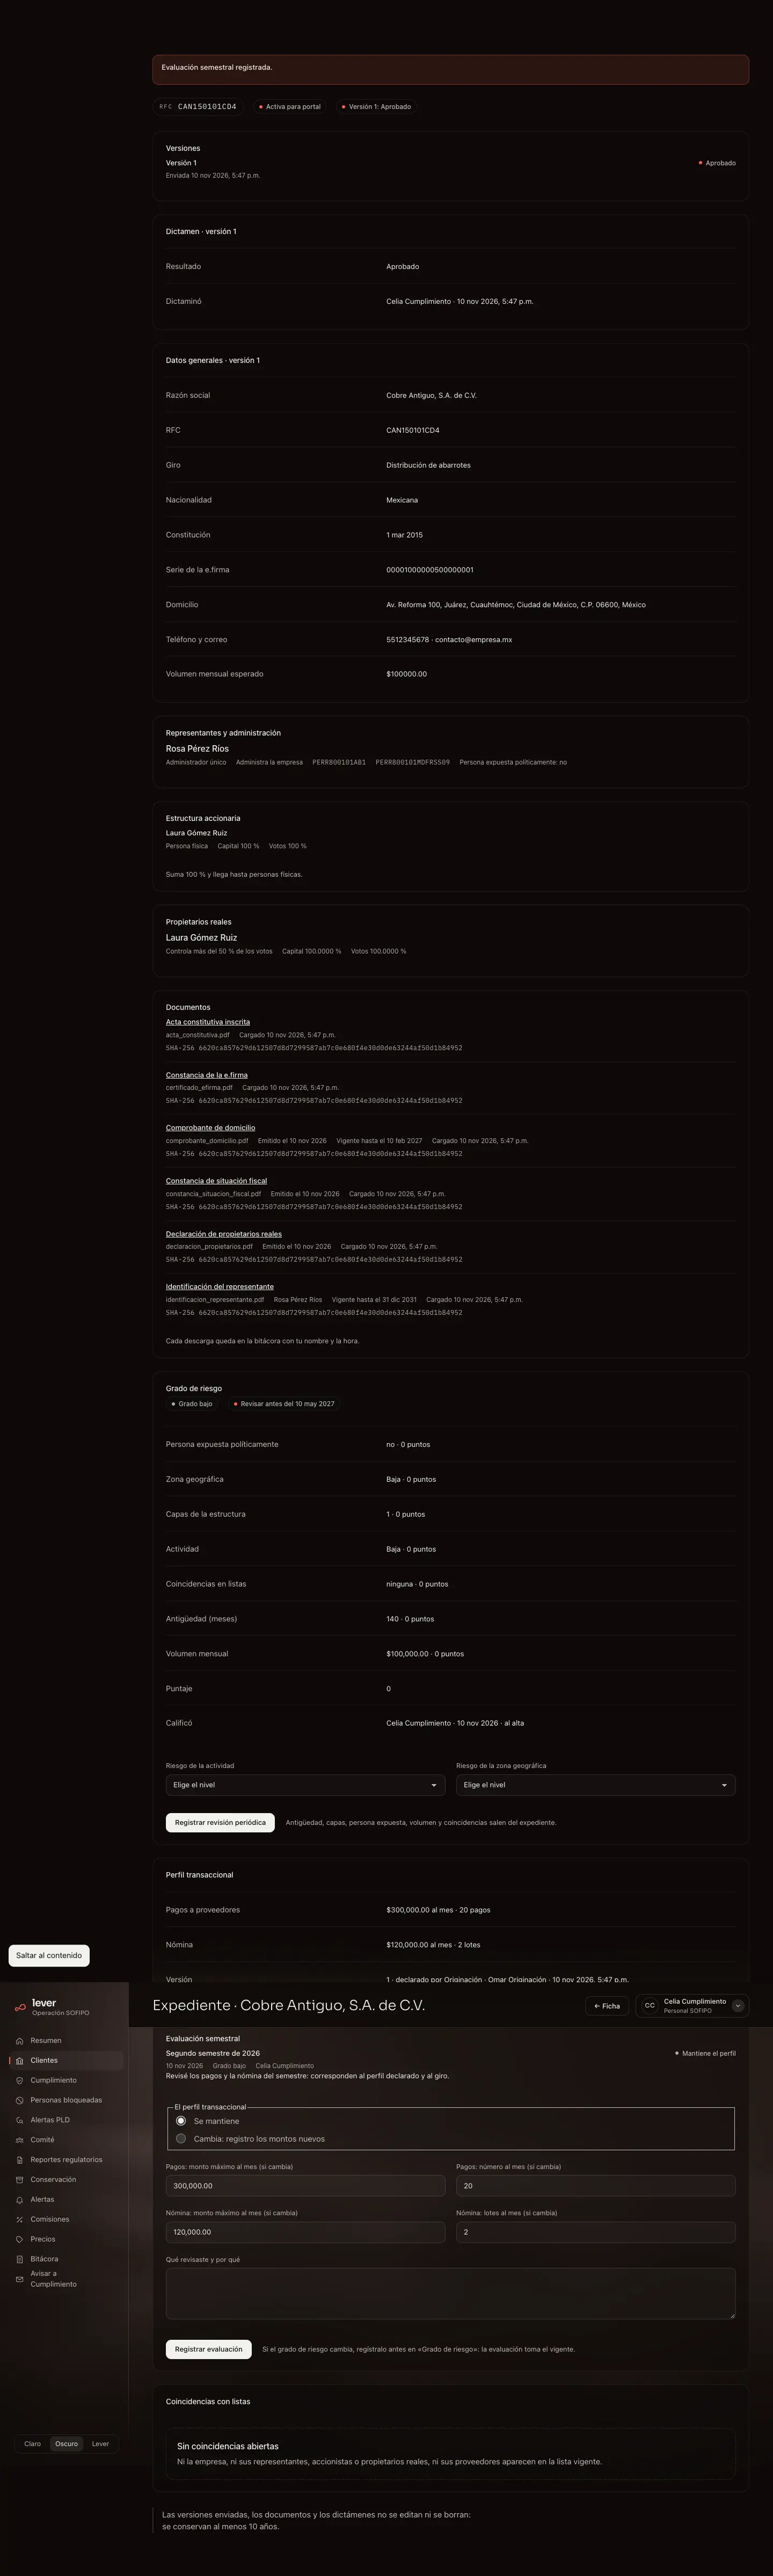 Evaluación semestral registrada.
RFC CAN150101CD4
Activa para portal
Versión 1: Aprobado
Versiones
Versión 1
Aprobado
Enviada 10 nov 2026, 5:47 p.m.
Dictamen · versión 1
Resultado Aprobado
Dictaminó Celia Cumplimiento · 10 nov 2026, 5:47 p.m.
Datos generales · versión 1
Razón social Cobre Antiguo, S.A. de C.V.
RFC CAN150101CD4
Giro Distribución de abarrotes
Nacionalidad Mexicana
Constitución 1 mar 2015
Serie de la e.firma 00001000000500000001
Domicilio Av. Reforma 100, Juárez, Cuauhtémoc, Ciudad de México, C.P. 06600, México
Teléfono y correo 5512345678 · contacto@empresa.mx
Volumen mensual esperado $100000.00
Representantes y administración
Rosa Pérez Ríos
Administrador único Administra la empresa PERR800101AB1 PERR800101MDFRSS09 Persona expuesta políticamente: no
Estructura accionaria
Laura Gómez Ruiz
Persona física Capital 100 % Votos 100 %
Suma 100 % y llega hasta personas físicas.
Propietarios reales
Laura Gómez Ruiz
Controla más del 50 % de los votos Capital 100.0000 % Votos 100.0000 %
Documentos
Acta constitutiva inscrita
acta_constitutiva.pdf Cargado 10 nov 2026, 5:47 p.m.
SHA-256 6620ca857629d612507d8d7299587ab7c0e680f4e30d0de63244af50d1b84952
Constancia de la e.firma
certificado_efirma.pdf Cargado 10 nov 2026, 5:47 p.m.
SHA-256 6620ca857629d612507d8d7299587ab7c0e680f4e30d0de63244af50d1b84952
Comprobante de domicilio
comprobante_domicilio.pdf Emitido el 10 nov 2026 Vigente hasta el 10 feb 2027 Cargado 10 nov 2026, 5:47 p.m.
SHA-256 6620ca857629d612507d8d7299587ab7c0e680f4e30d0de63244af50d1b84952
Constancia de situación fiscal
constancia_situacion_fiscal.pdf Emitido el 10 nov 2026 Cargado 10 nov 2026, 5:47 p.m.
SHA-256 6620ca857629d612507d8d7299587ab7c0e680f4e30d0de63244af50d1b84952
Declaración de propietarios reales
declaracion_propietarios.pdf Emitido el 10 nov 2026 Cargado 10 nov 2026, 5:47 p.m.
SHA-256 6620ca857629d612507d8d7299587ab7c0e680f4e30d0de63244af50d1b84952
Identificación del representante
identificacion_representante.pdf Rosa Pérez Ríos Vigente hasta el 31 dic 2031 Cargado 10 nov 2026, 5:47 p.m.
SHA-256 6620ca857629d612507d8d7299587ab7c0e680f4e30d0de63244af50d1b84952
Cada descarga queda en la bitácora con tu nombre y la hora.
Grado de riesgo
Grado bajo
Revisar antes del 10 may 2027
Persona expuesta políticamente no · 0 puntos
Zona geográfica Baja · 0 puntos
Capas de la estructura 1 · 0 puntos
Actividad Baja · 0 puntos
Coincidencias en listas ninguna · 0 puntos
Antigüedad (meses) 140 · 0 puntos
Volumen mensual $100,000.00 · 0 puntos
Puntaje 0
Calificó Celia Cumplimiento · 10 nov 2026 · al alta
Riesgo de la actividad
Elige el nivel
Riesgo de la zona geográfica
Elige el nivel
Registrar revisión periódica
Antigüedad, capas, persona expuesta, volumen y coincidencias salen del expediente.
Perfil transaccional
Pagos a proveedores $300,000.00 al mes · 20 pagos
Nómina $120,000.00 al mes · 2 lotes
Versión 1 · declarado por Originación · Omar Originación · 10 nov 2026, 5:47 p.m.
Saltar al contenido
lever
Operación SOFIPO
Resumen
Clientes
Cumplimiento
Personas bloqueadas
Alertas PLD
Comité
Reportes regulatorios
Conservación
Alertas
Comisiones
Precios
Bitácora
Avisar a
Cumplimiento
Claro Oscuro Lever
Expediente · Cobre Antiguo, S.A. de C.V.
← Ficha
CC
Celia Cumplimiento
Personal SOFIPO
Evaluación semestral
Segundo semestre de 2026
Mantiene el perfil
10 nov 2026 Grado bajo Celia Cumplimiento
Revisé los pagos y la nómina del semestre: corresponden al perfil declarado y al giro.
El perfil transaccional
Se mantiene
Cambia: registro los montos nuevos
Pagos: monto máximo al mes (si cambia)
300,000.00
Pagos: número al mes (si cambia)
20
Nómina: monto máximo al mes (si cambia)
120,000.00
Nómina: lotes al mes (si cambia)
2
Qué revisaste y por qué
Registrar evaluación
Si el grado de riesgo cambia, regístralo antes en «Grado de riesgo»: la evaluación toma el vigente.
Coincidencias con listas
Sin coincidencias abiertas
Ni la empresa, ni sus representantes, accionistas o propietarios reales, ni sus proveedores aparecen en la lista vigente.
Las versiones enviadas, los documentos y los dictámenes no se editan ni se borran:
se conservan al menos 10 años.